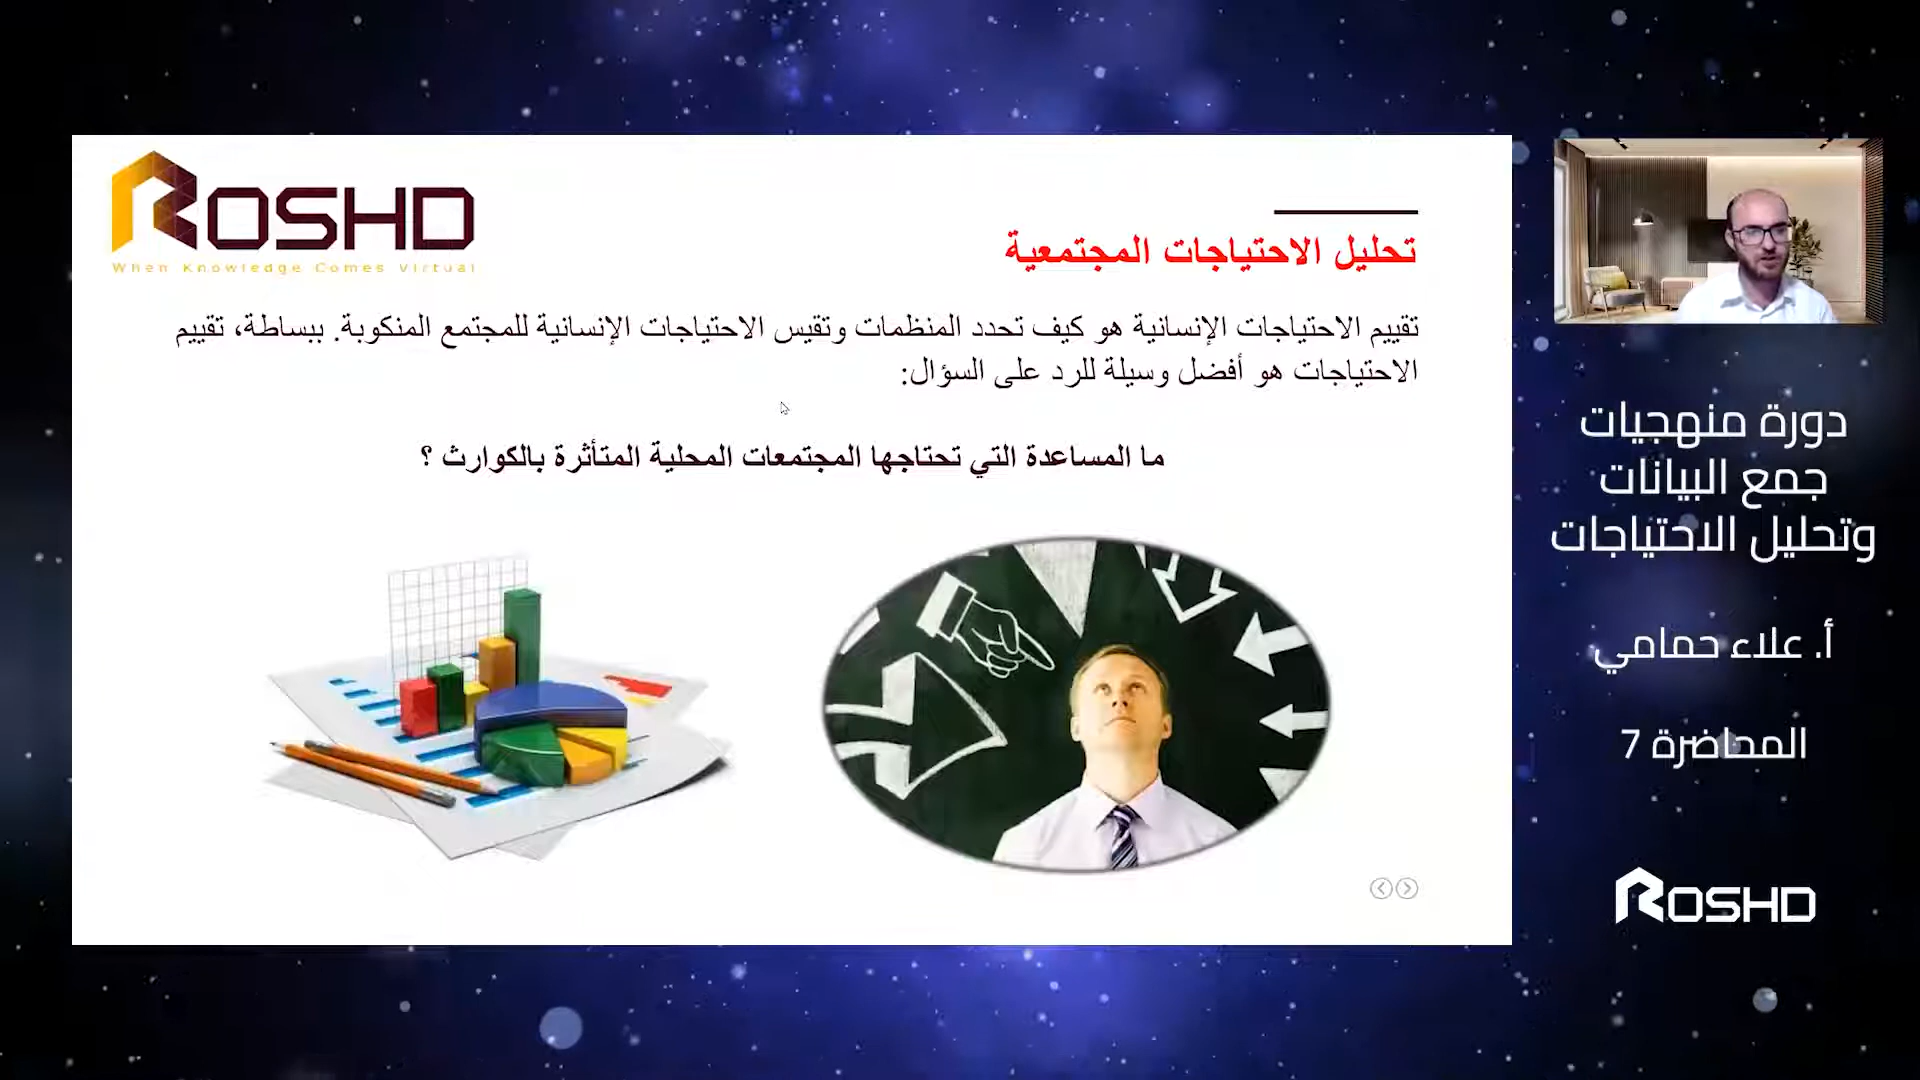 ROSHD
When Knowledge Comes Virtual
تحليل الاحتياجات المجتمعية
تقييم الاحتياجات الإنسانية هو كيف تحدد المنظمات وتقيس الاحتياجات الإنسانية للمجتمع المنكوبة. ببساطة، تقييم
الاحتياجات هو أفضل وسيلة للرد على السؤال:
ما المساعدة التي تحتاجها المجتمعات المحلية المتأثرة بالكوارث ؟
دورة منهجيات
جمع البيانات
وتحليل الاحتياجات
أ. علاء حمامي
المحاضرة 7
ROSHD